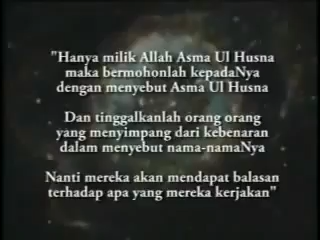 "Hanya milik Allah Asma Ul Husna
maka bermohonlah kepadaNya
dengan menyebut Asma Ul Husna
Dan tinggalkanlah orang orang
yang menyimpang dari kebenaran
dalam menyebut nama-namaNya
Nanti mereka akan mendapat balasan
terhadap apa yang mereka kerjakan"